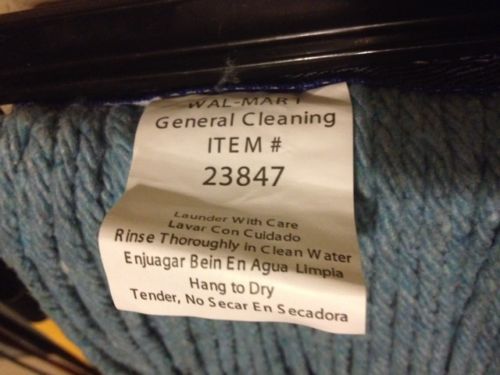 WAL-MART
General Cleaning
ITEM #
23847
Launder With Care
Lavar Con Cuidado
Rinse Thoroughly in Clean Water
Enjuagar Bein En Agua Limpia
Hang to Dry
Tender, No Secar En Secadora